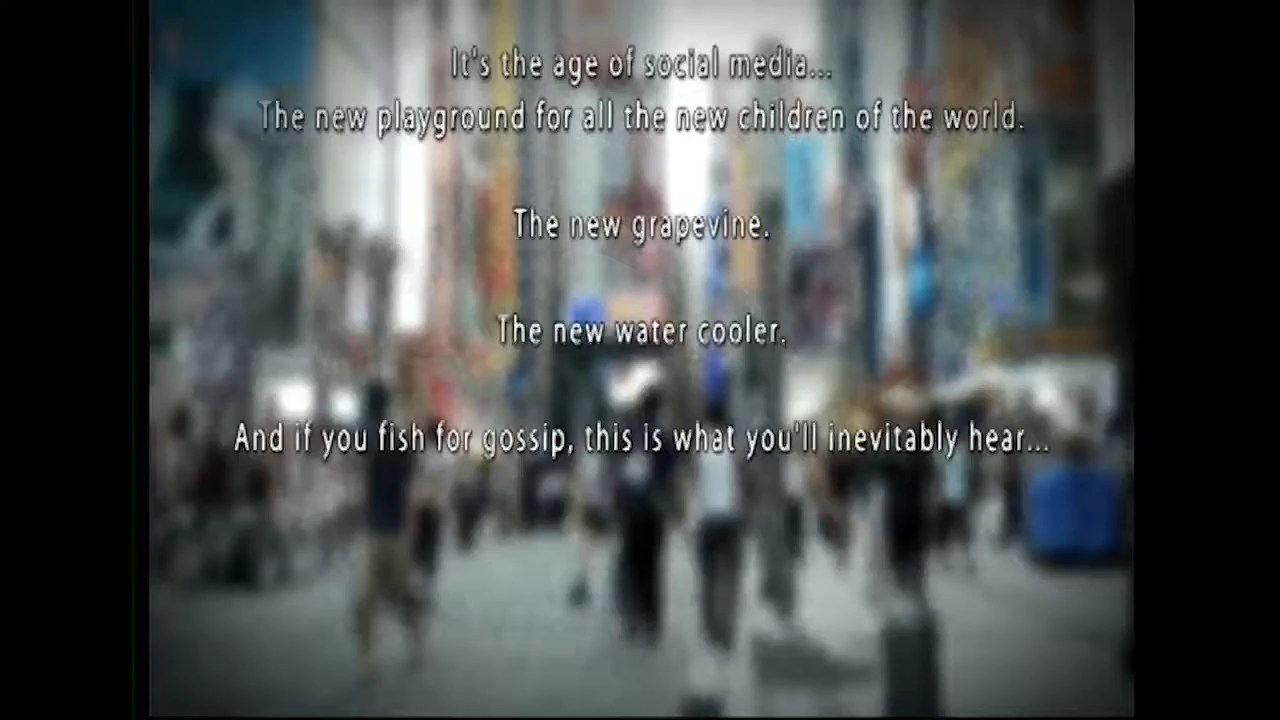 It's the age of social media...
The new playground for all the new children of the world.
The new grapevine.
The new water cooler.
And if you fish for gossip, this is what you'll inevitably hear...